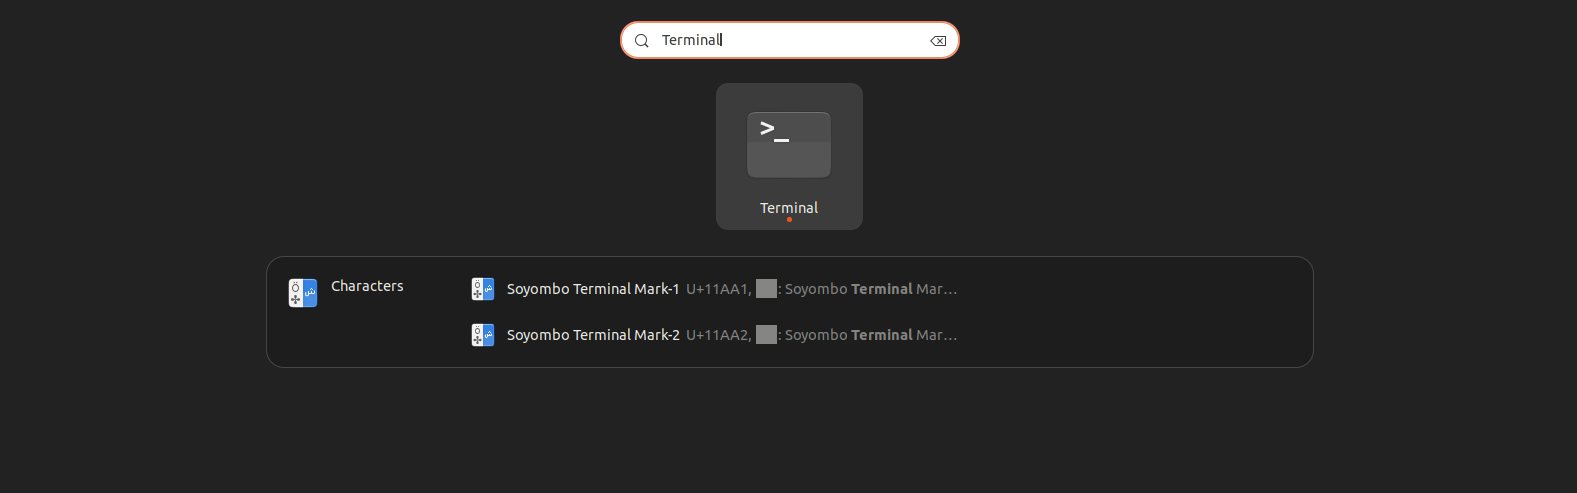 Terminal
>_
Terminal
Characters
Soyombo Terminal Mark-1 U+11AA1, : Soyombo Terminal Mar…
Soyombo Terminal Mark-2 U+11AA2, : Soyombo Terminal Mar…